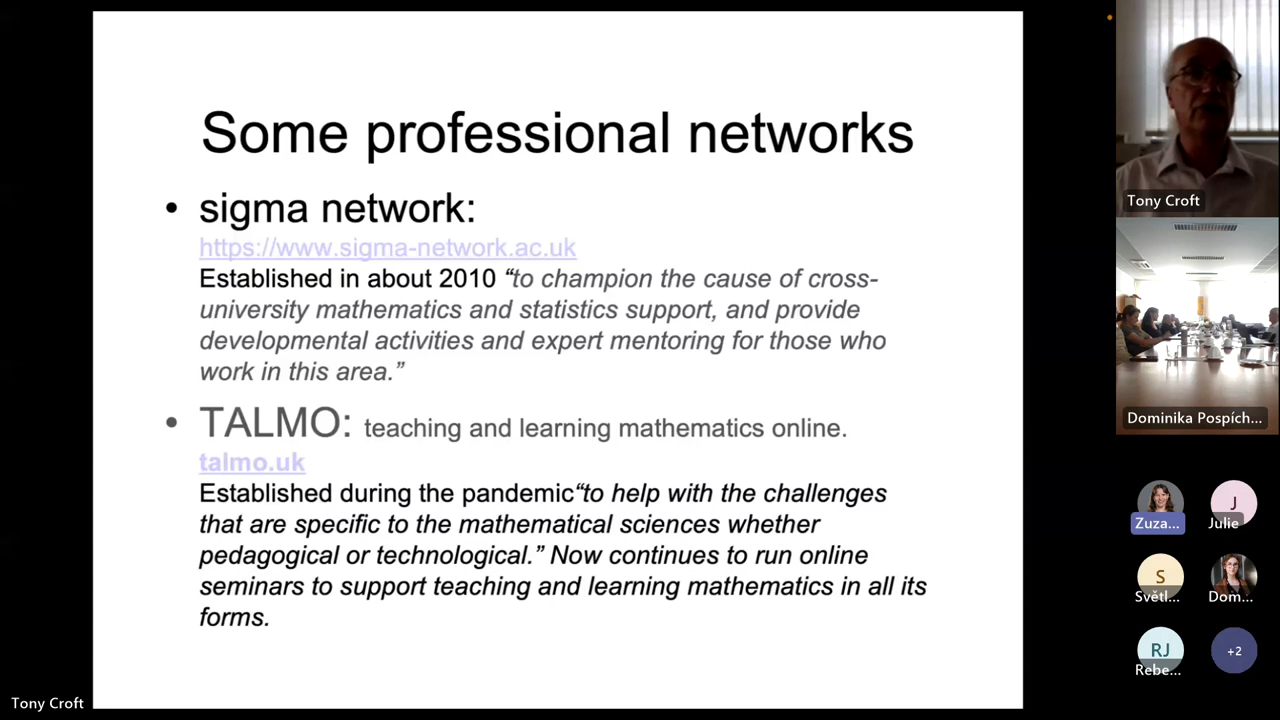 Some professional networks
• sigma network:
https://www.sigma-network.ac.uk
Established in about 2010 “to champion the cause of cross-
university mathematics and statistics support, and provide
developmental activities and expert mentoring for those who
work in this area.”
• TALMO: teaching and learning mathematics online.
talmo.uk
Established during the pandemic“to help with the challenges
that are specific to the mathematical sciences whether
pedagogical or technological.” Now continues to run online
seminars to support teaching and learning mathematics in all its
forms.
Tony Croft
Tony Croft
Dominika Pospích...
Zuza...
J
Julie
S
Světl...
Dom...
RJ
Rebe...
+2